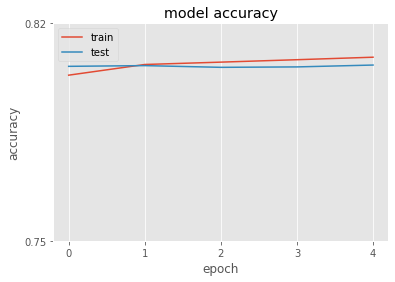 model accuracy
0.82
train
test
accuracy
0.75
0 1 2 3 4
epoch